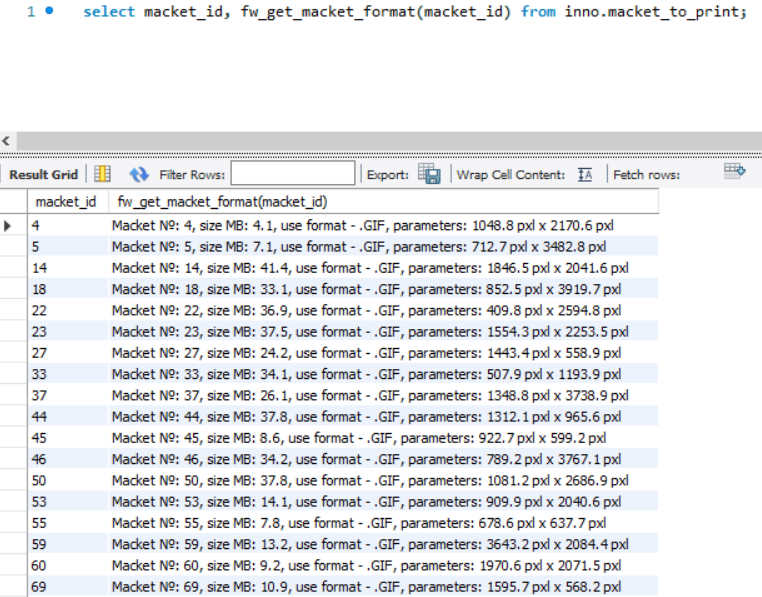 1 select macket_id, fw_get_macket_format(macket_id) from inno.macket_to_print;
Result Grid Filter Rows: Export: Wrap Cell Content: Fetch rows:
macket_id fw_get_macket_format(macket_id)
4 Macket №: 4, size MB: 4.1, use format - .GIF, parameters: 1048.8 pxl x 2170.6 pxl
5 Macket №: 5, size MB: 7.1, use format - .GIF, parameters: 712.7 pxl x 3482.8 pxl
14 Macket №: 14, size MB: 41.4, use format - .GIF, parameters: 1846.5 pxl x 2041.6 pxl
18 Macket №: 18, size MB: 33.1, use format - .GIF, parameters: 852.5 pxl x 3919.7 pxl
22 Macket №: 22, size MB: 36.9, use format - .GIF, parameters: 409.8 pxl x 2594.8 pxl
23 Macket №: 23, size MB: 37.5, use format - .GIF, parameters: 1554.3 pxl x 2253.5 pxl
27 Macket №: 27, size MB: 24.2, use format - .GIF, parameters: 1443.4 pxl x 558.9 pxl
33 Macket №: 33, size MB: 34.1, use format - .GIF, parameters: 507.9 pxl x 1193.9 pxl
37 Macket №: 37, size MB: 26.1, use format - .GIF, parameters: 1348.8 pxl x 3738.9 pxl
44 Macket №: 44, size MB: 37.8, use format - .GIF, parameters: 1312.1 pxl x 965.6 pxl
45 Macket №: 45, size MB: 8.6, use format - .GIF, parameters: 922.7 pxl x 599.2 pxl
46 Macket №: 46, size MB: 34.2, use format - .GIF, parameters: 789.2 pxl x 3767.1 pxl
50 Macket №: 50, size MB: 37.8, use format - .GIF, parameters: 1081.2 pxl x 2686.9 pxl
53 Macket №: 53, size MB: 14.1, use format - .GIF, parameters: 909.9 pxl x 2040.6 pxl
55 Macket №: 55, size MB: 7.8, use format - .GIF, parameters: 678.6 pxl x 637.7 pxl
59 Macket №: 59, size MB: 13.2, use format - .GIF, parameters: 3643.2 pxl x 2084.4 pxl
60 Macket №: 60, size MB: 9.2, use format - .GIF, parameters: 1970.6 pxl x 2071.5 pxl
69 Macket №: 69, size MB: 10.9, use format - .GIF, parameters: 1595.7 pxl x 568.2 pxl